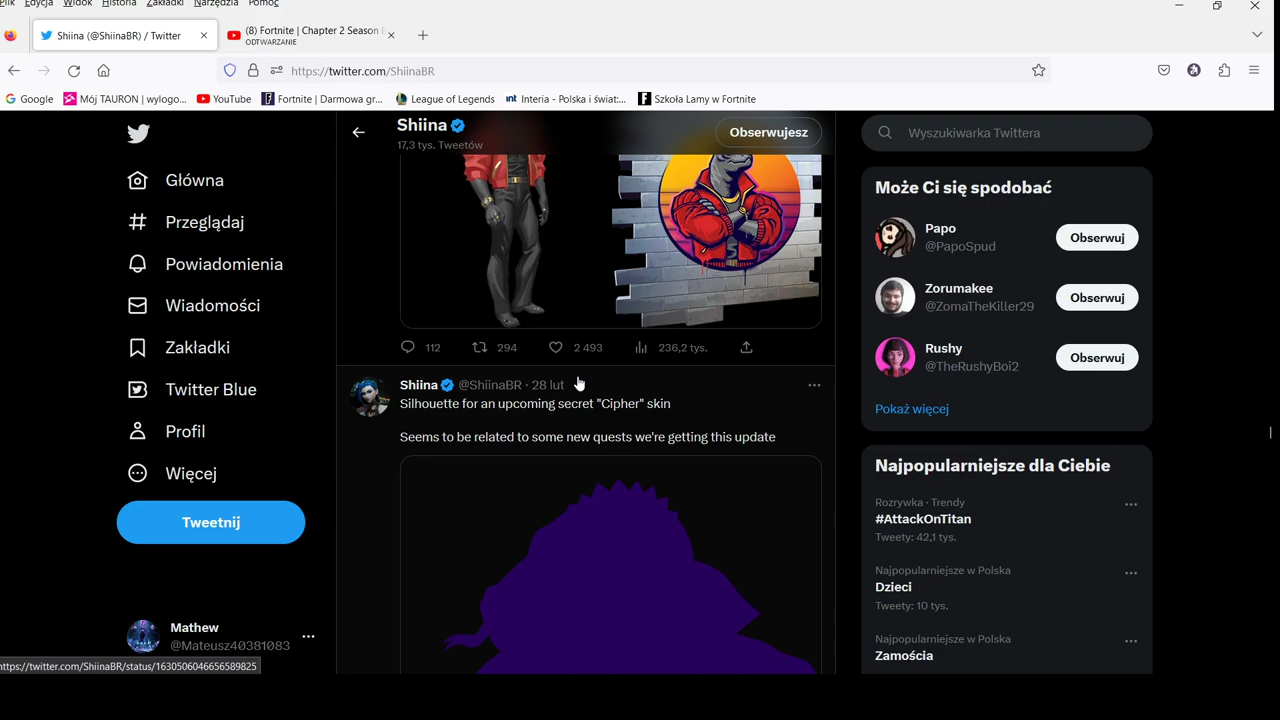 Plik Edycja Widok Historia Zakładki Narzędzia Pomoc
Shiina (@ShiinaBR) / Twitter
(8) Fortnite | Chapter 2 Season
ODTWARZANIE
https://twitter.com/ShiinaBR
Google Mój TAURON (wylogo... YouTube Fortnite | Darmowa gr... League of Legends Interia - Polska i świat:... Szkoła Lamy w Fortnite
Shiina
17,3 tys. Tweetów
Obserwujesz
Wyszukiwarka Twittera
Główna
Przeglądaj
Powiadomienia
Wiadomości
Zakładki
Twitter Blue
Profil
Więcej
Tweetnij
Mathew
@Mateusz40381083
https://twitter.com/ShiinaBR/status/1630506046656589825
112 294 2 493 236,2 tys.
Shiina @ShiinaBR · 28 lut
Silhouette for an upcoming secret "Cipher" skin
Seems to be related to some new quests we're getting this update
Może Ci się spodobać
Papo
@PapoSpud
Obserwuj
Zorumakee
@ZomaTheKiller29
Obserwuj
Rushy
@TheRushyBoi2
Obserwuj
Pokaż więcej
Najpopularniejsze dla Ciebie
Rozrywka · Trendy
#AttackOnTitan
Tweety: 42,1 tys.
Najpopularniejsze w Polska
Dzieci
Tweety: 10 tys.
Najpopularniejsze w Polska
Zamościa